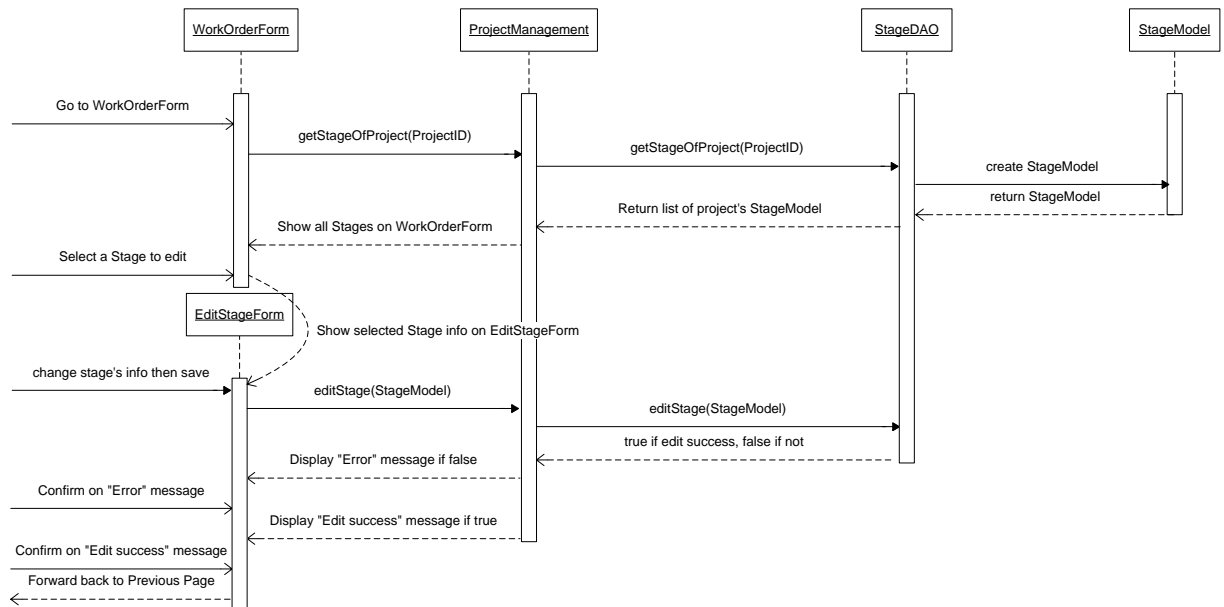 WorkOrderForm
ProjectManagement
StageDAO
StageModel
Go to WorkOrderForm
getStageOfProject(ProjectID)
getStageOfProject(ProjectID)
create StageModel
return StageModel
Return list of project's StageModel
Show all Stages on WorkOrderForm
Select a Stage to edit
EditStageForm
Show selected Stage info on EditStageForm
change stage's info then save
editStage(StageModel)
editStage(StageModel)
true if edit success, false if not
Display "Error" message if false
Confirm on "Error" message
Display "Edit success" message if true
Confirm on "Edit success" message
Forward back to Previous Page